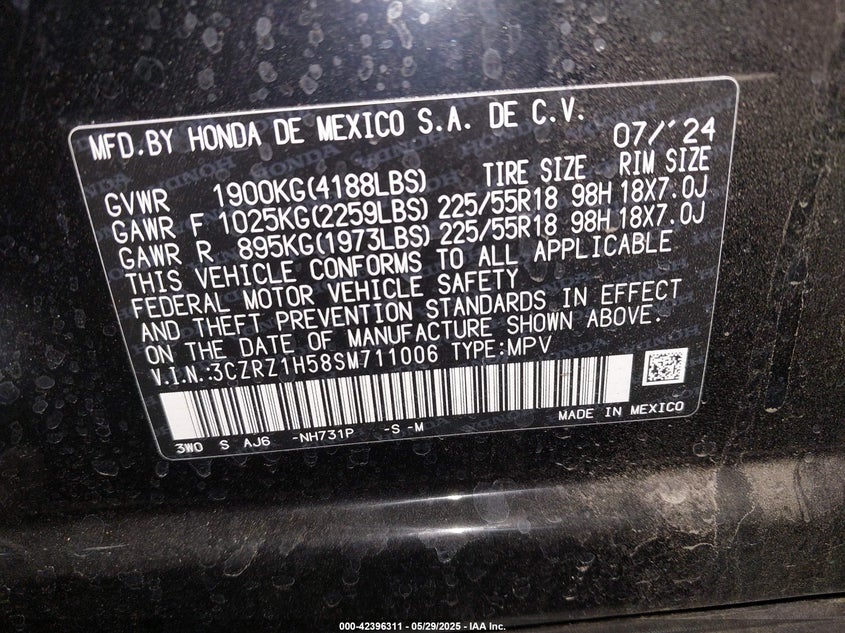 MFD.BY HONDA DE MEXICO S.A. DE C.V. 07/'24
TIRE SIZE RIM SIZE
GVWR 1900KG(4188LBS)
GAWR F 1025KG(2259LBS) 225/55R18 98H 18X7.0J
GAWR R 895KG(1973LBS) 225/55R18 98H 18X7.0J
THIS VEHICLE CONFORMS TO ALL APPLICABLE
FEDERAL MOTOR VEHICLE SAFETY
AND THEFT PREVENTION STANDARDS IN EFFECT
ON THE DATE OF MANUFACTURE SHOWN ABOVE.
V.I.N.:3CZRZ1H58SM711006 TYPE:MPV
3W0 S AJ6 -NH731P -S -M MADE IN MEXICO
000-42396311 - 05/29/2025 - IAA Inc.